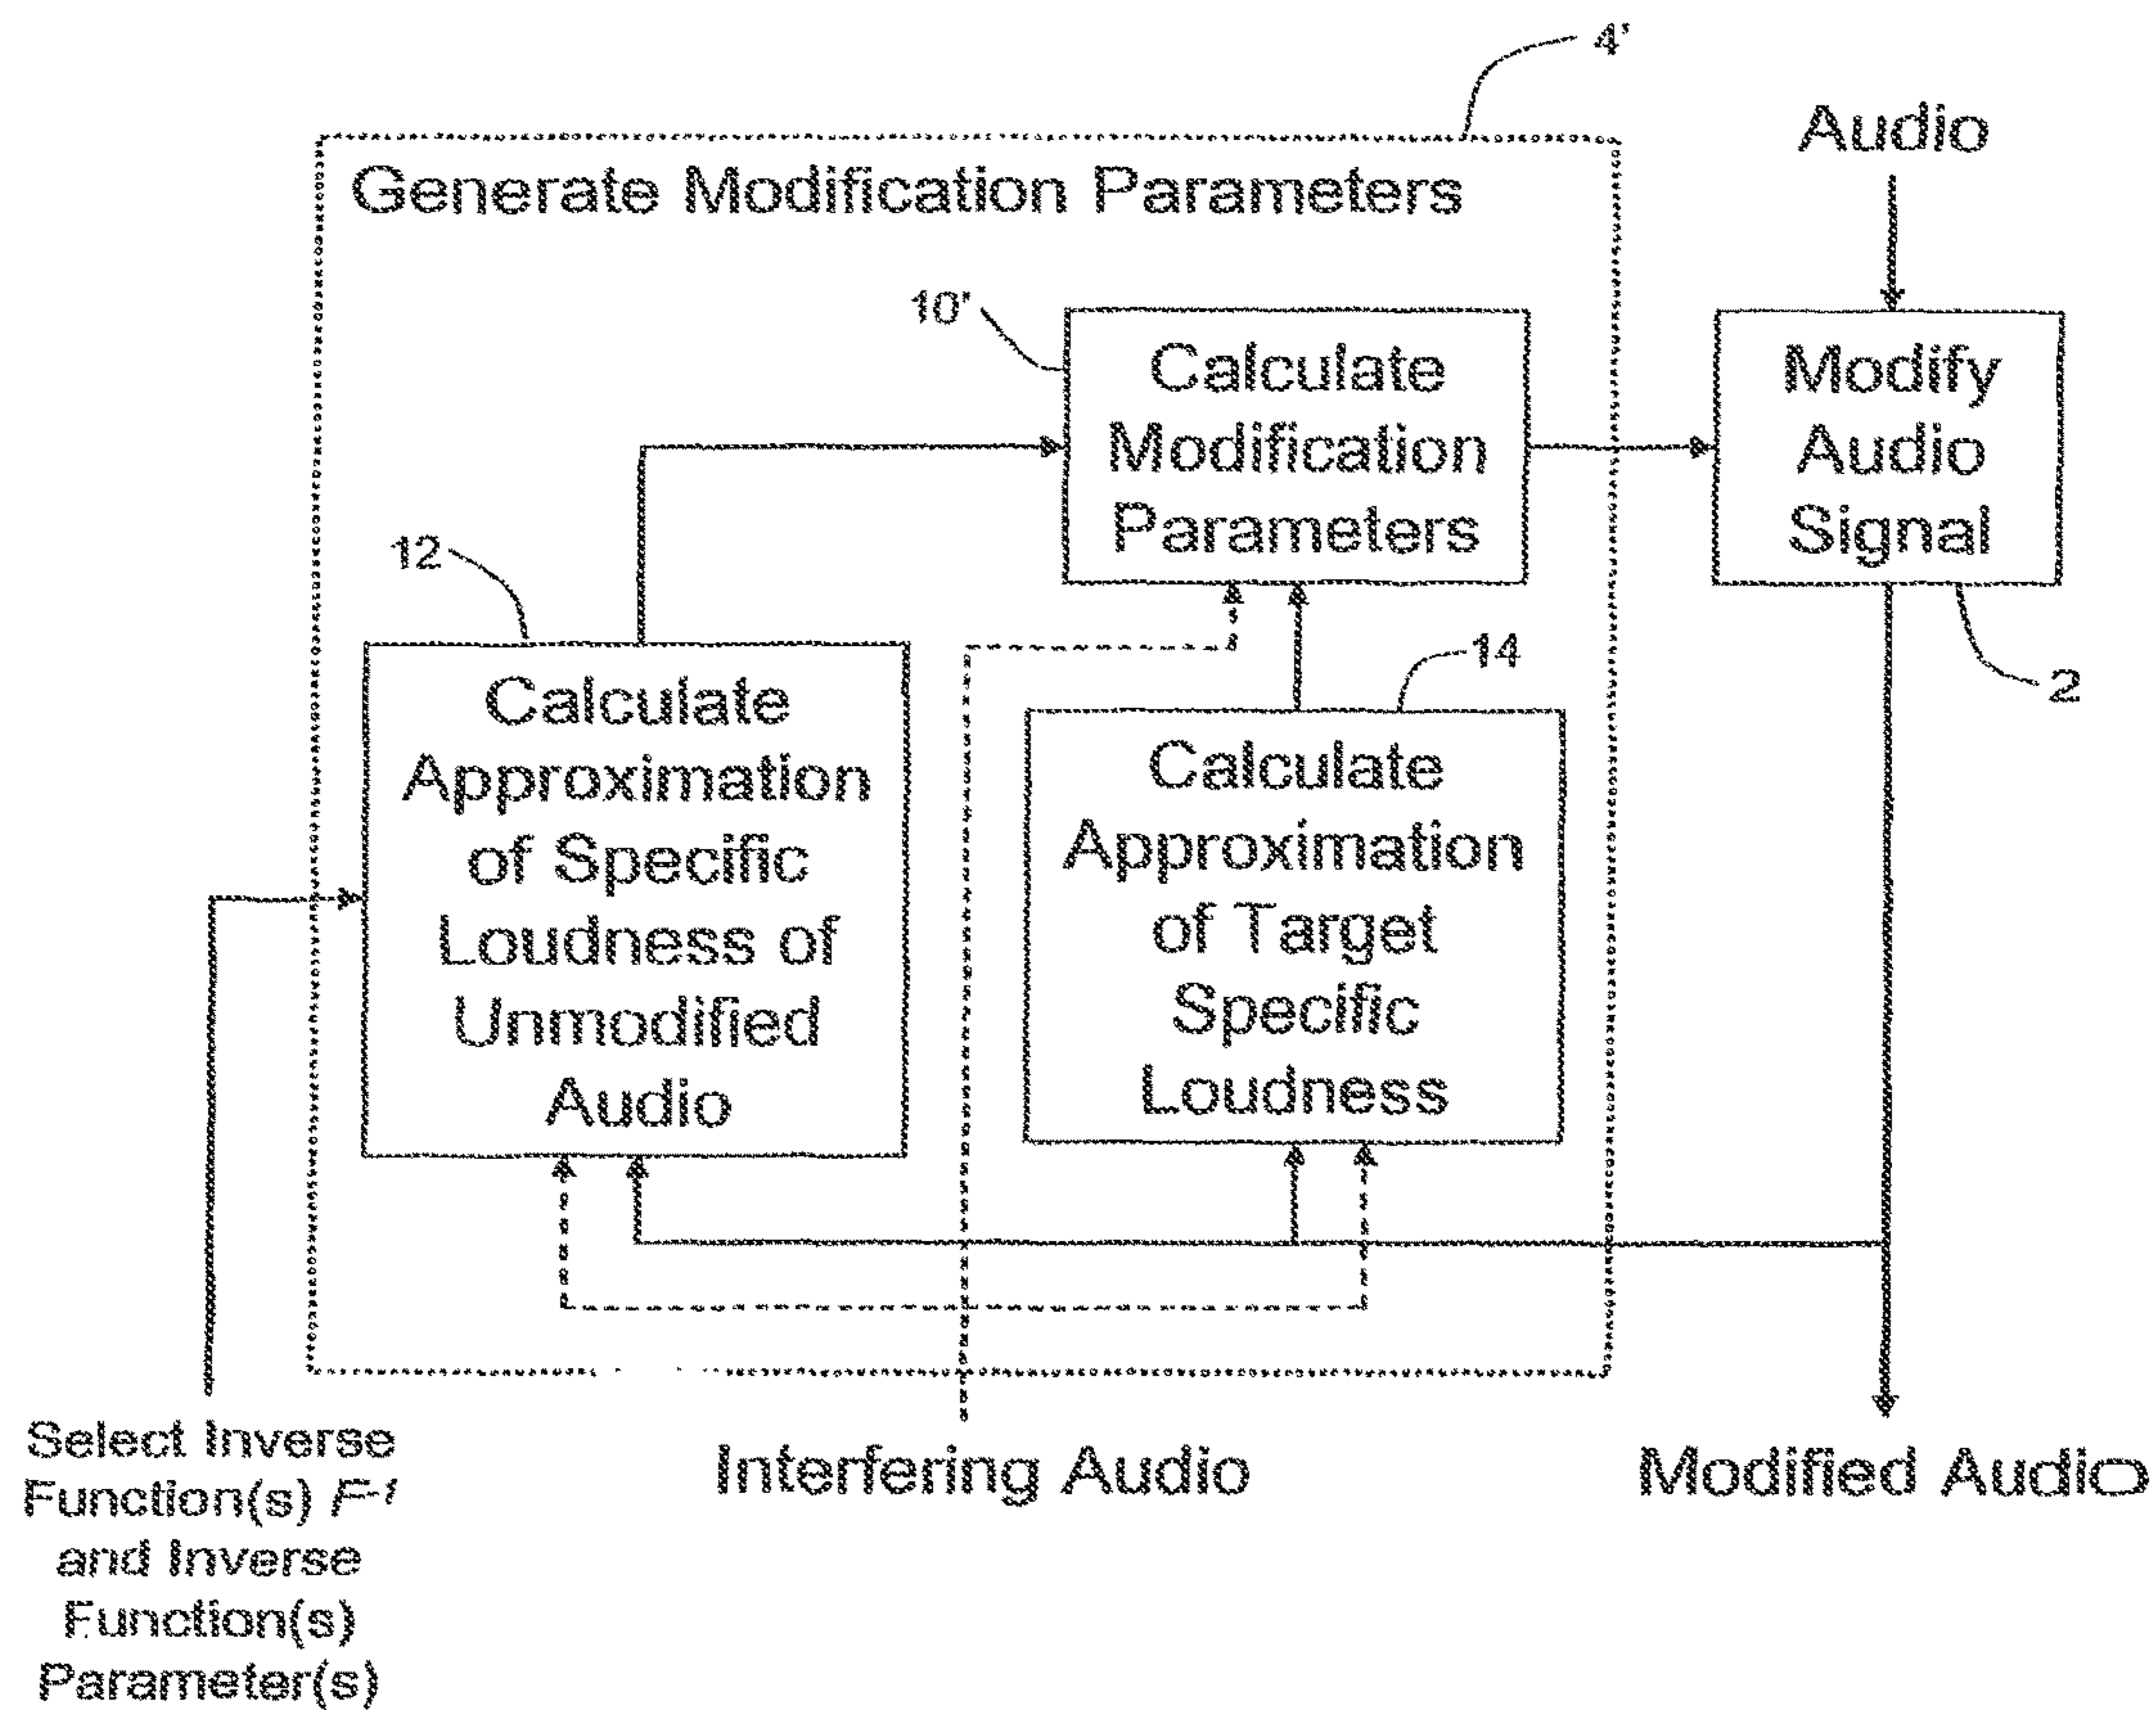 4'
Audio
Generate Modification Parameters
10'
Calculate
Modification
Parameters
Modify
Audio
Signal
12
14
2
Calculate
Approximation
of Specific
Loudness of
Unmodified
Audio
Calculate
Approximation
of Target
Specific
Loudness
Select Inverse
Function(s) F⁻¹
and Inverse
Function(s)
Parameter(s)
Interfering Audio
Modified Audio